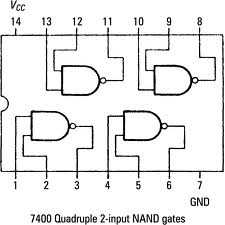 VCC
14 13 12 11 10 9 8
1 2 3 4 5 6 7
GND
7400 Quadruple 2-input NAND gates